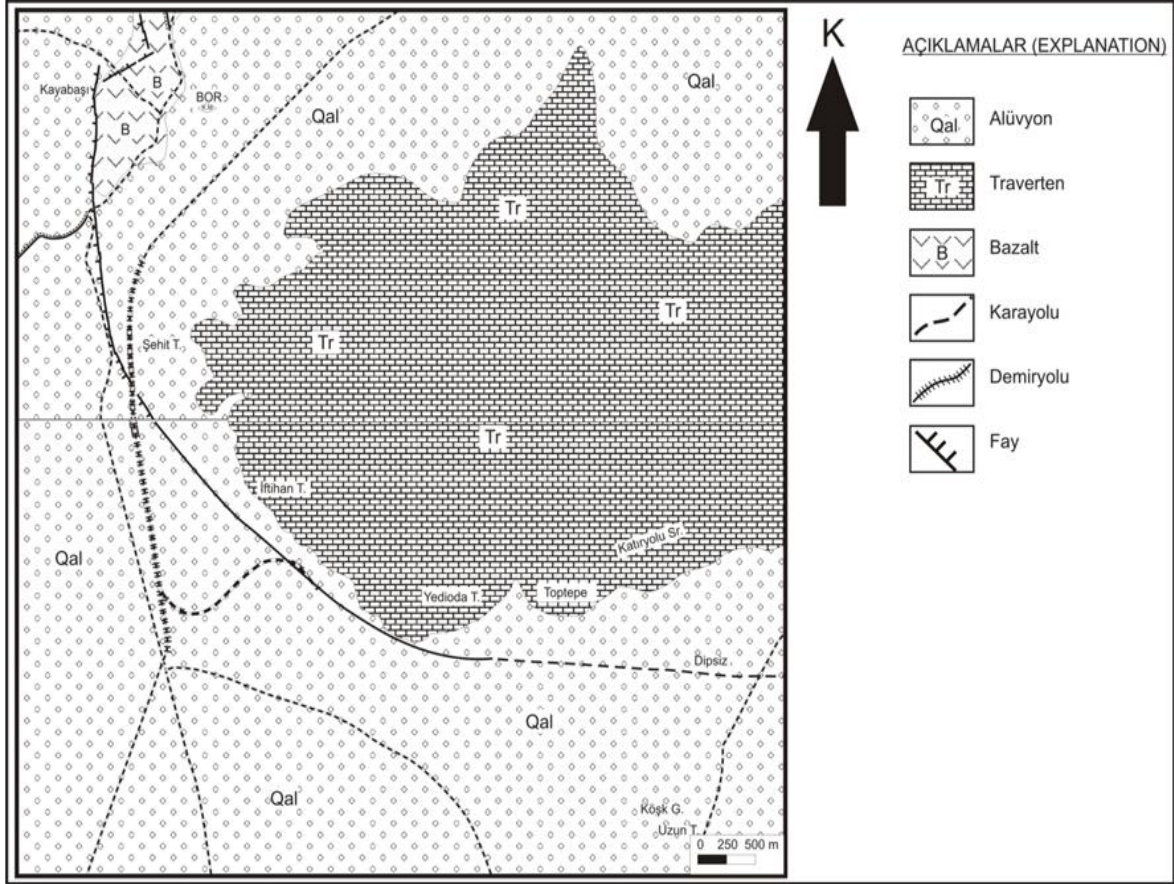 Kayabaşı
B
B
BOR
Qal
Qal
Tr
Tr
Şehit T.
Tr
Tr
İftihan T.
Katıryolu Sr.
Qal
Yedioda T.
Toptepe
Dipsiz
Qal
Qal
Köşk G.
Uzun T.
0 250 500 m
K
AÇIKLAMALAR (EXPLANATION)
Qal Alüvyon
Tr Traverten
B Bazalt
Karayolu
Demiryolu
Fay